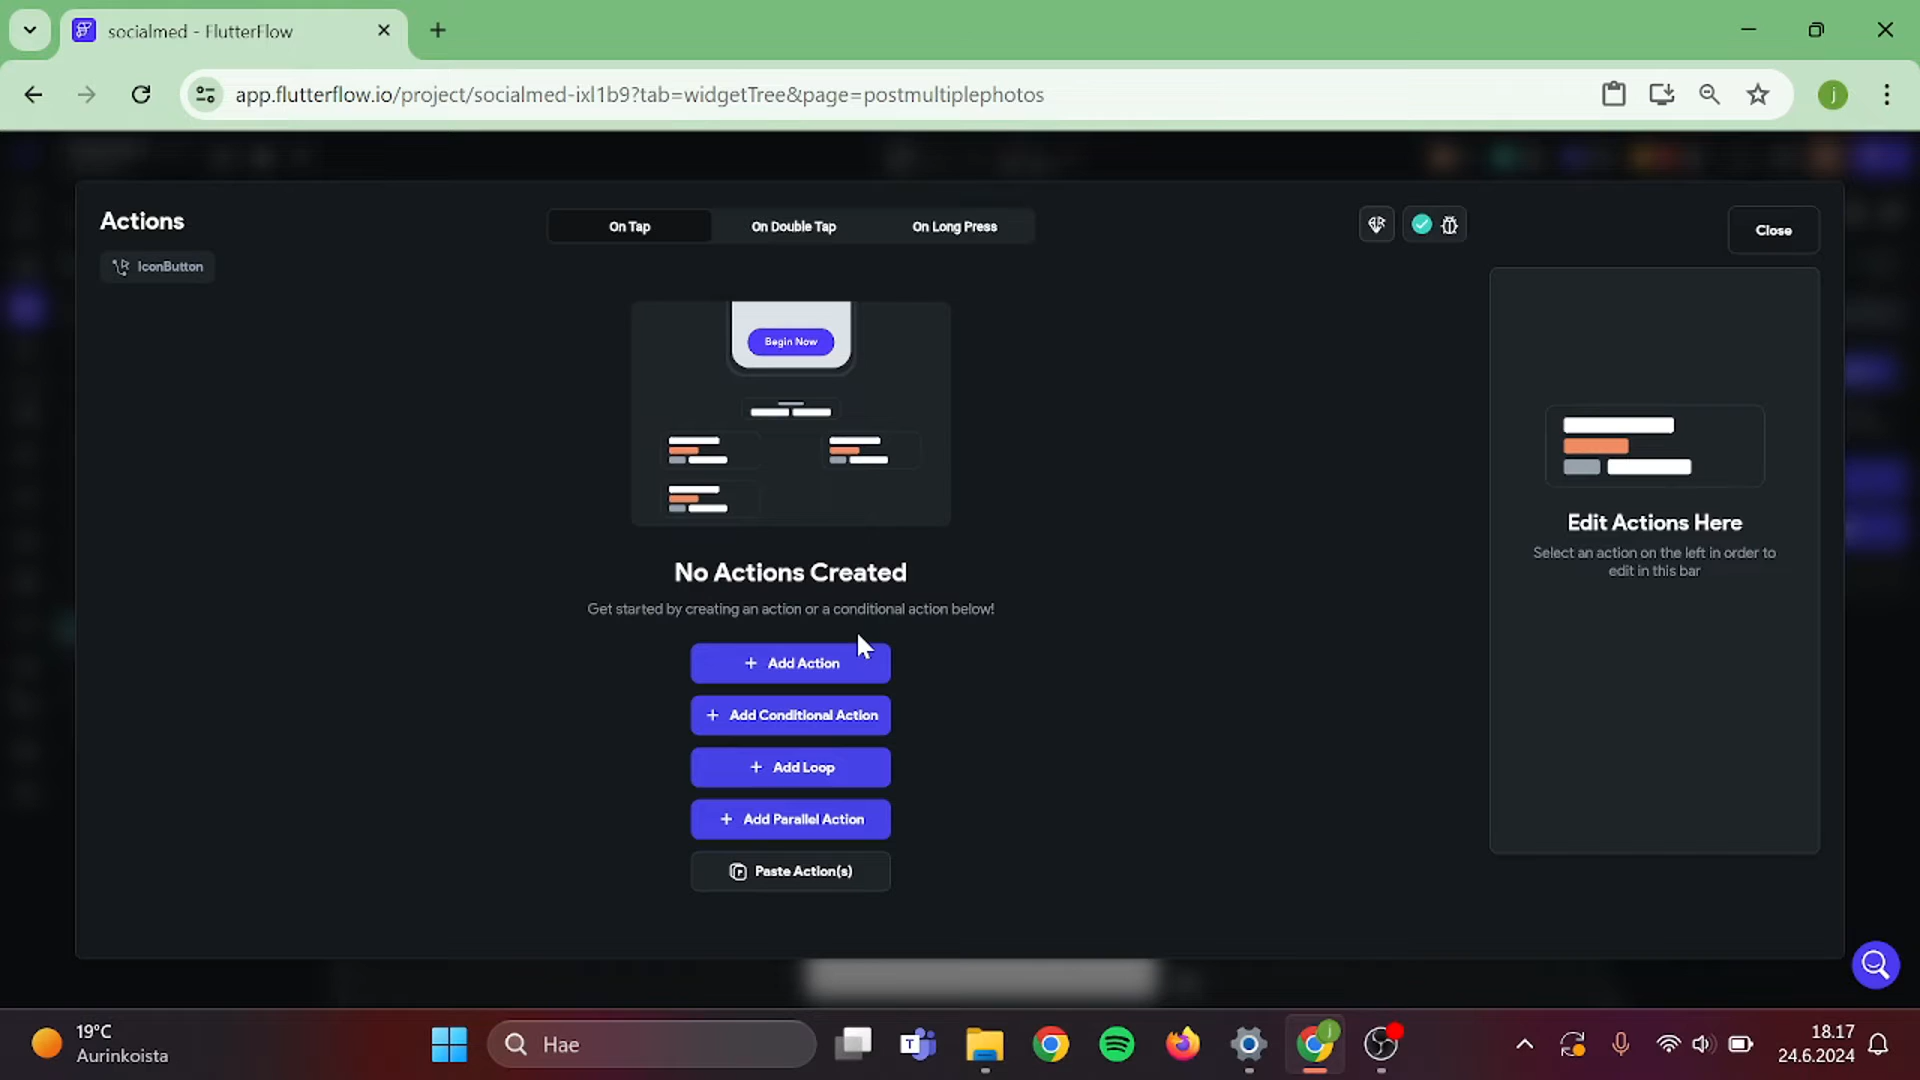 socialmed - FlutterFlow
app.flutterflow.io/project/socialmed-ixl1b9?tab=widgetTree&page=postmultiplephotos
j
Actions
On Tap
On Double Tap
On Long Press
Close
IconButton
Begin Now
No Actions Created
Get started by creating an action or a conditional action below!
Add Action
Add Conditional Action
Add Loop
Add Parallel Action
Paste Action(s)
Edit Actions Here
Select an action on the left in order to
edit in this bar
19°C
Aurinkoista
Hae
18.17
24.6.2024